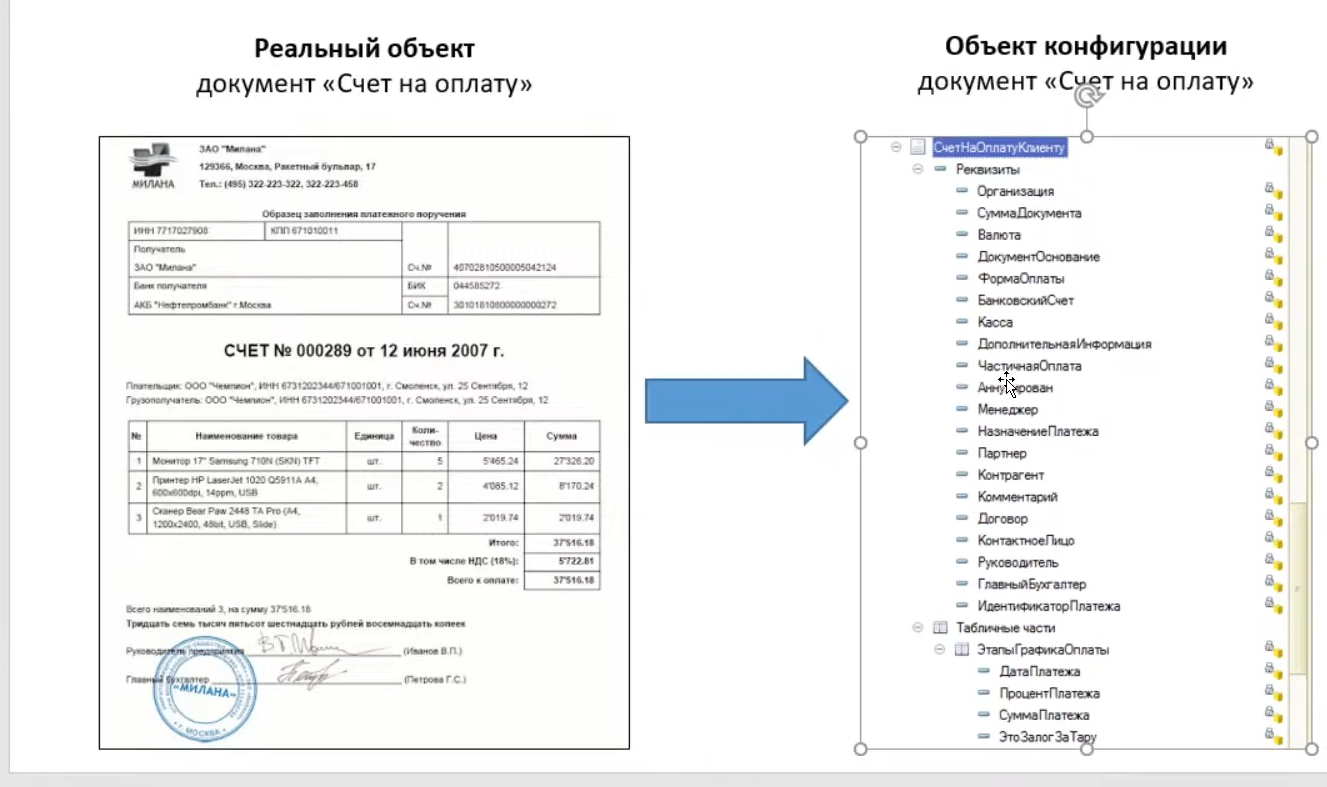 Реальный объект
документ «Счет на оплату»
МИЛАНА
ЗАО "Милана"
129366, Москва, Ракетный бульвар, 17
Тел.: (495) 322-223-322, 322-223-458
Образец заполнения платежного поручения
ИНН 7717027908 КПП 671010011
Получатель
ЗАО "Милана" Сч.№ 40702810500005042124
Банк получателя БИК 044585272
АКБ "Нефтепромбанк" г.Москва Сч.№ 30101810800000000272
СЧЕТ № 000289 от 12 июня 2007 г.
Плательщик: ООО "Чемпион", ИНН 6731202344/671001001, г. Смоленск, ул. 25 Сентября, 12
Грузополучатель: ООО "Чемпион", ИНН 6731202344/671001001, г. Смоленск, ул. 25 Сентября, 12
№ Наименование товара Единица Коли-чество Цена Сумма
1 Монитор 17" Samsung 710N (SKN) TFT шт. 5 5'465.24 27'326.20
2 Принтер HP LaserJet 1020 Q5911A A4,
600x600dpi, 14ppm, USB шт. 2 4'085.12 8'170.24
3 Сканер Bear Paw 2448 TA Pro (A4,
1200x2400, 48bit, USB, Slide) шт. 1 2'019.74 2'019.74
Итого: 37'516.18
В том числе НДС (18%): 5'722.81
Всего к оплате: 37'516.18
Всего наименований 3, на сумму 37'516.18
Тридцать семь тысяч пятьсот шестнадцать рублей восемнадцать копеек
Руководитель предприятия (Иванов В.П.)
Главный бухгалтер (Петрова Г.С.)
"МИЛАНА"
г. МОСКВА
Объект конфигурации
документ «Счет на оплату»
СчетНаОплатуКлиенту
Реквизиты
Организация
СуммаДокумента
Валюта
ДокументОснование
ФормаОплаты
БанковскийСчет
Касса
ДополнительнаяИнформация
ЧастичнаяОплата
Аннулирован
Менеджер
НазначениеПлатежа
Партнер
Контрагент
Комментарий
Договор
КонтактноеЛицо
Руководитель
ГлавныйБухгалтер
ИдентификаторПлатежа
Табличные части
ЭтапыГрафикаОплаты
ДатаПлатежа
ПроцентПлатежа
СуммаПлатежа
ЭтоЗалогЗаТару